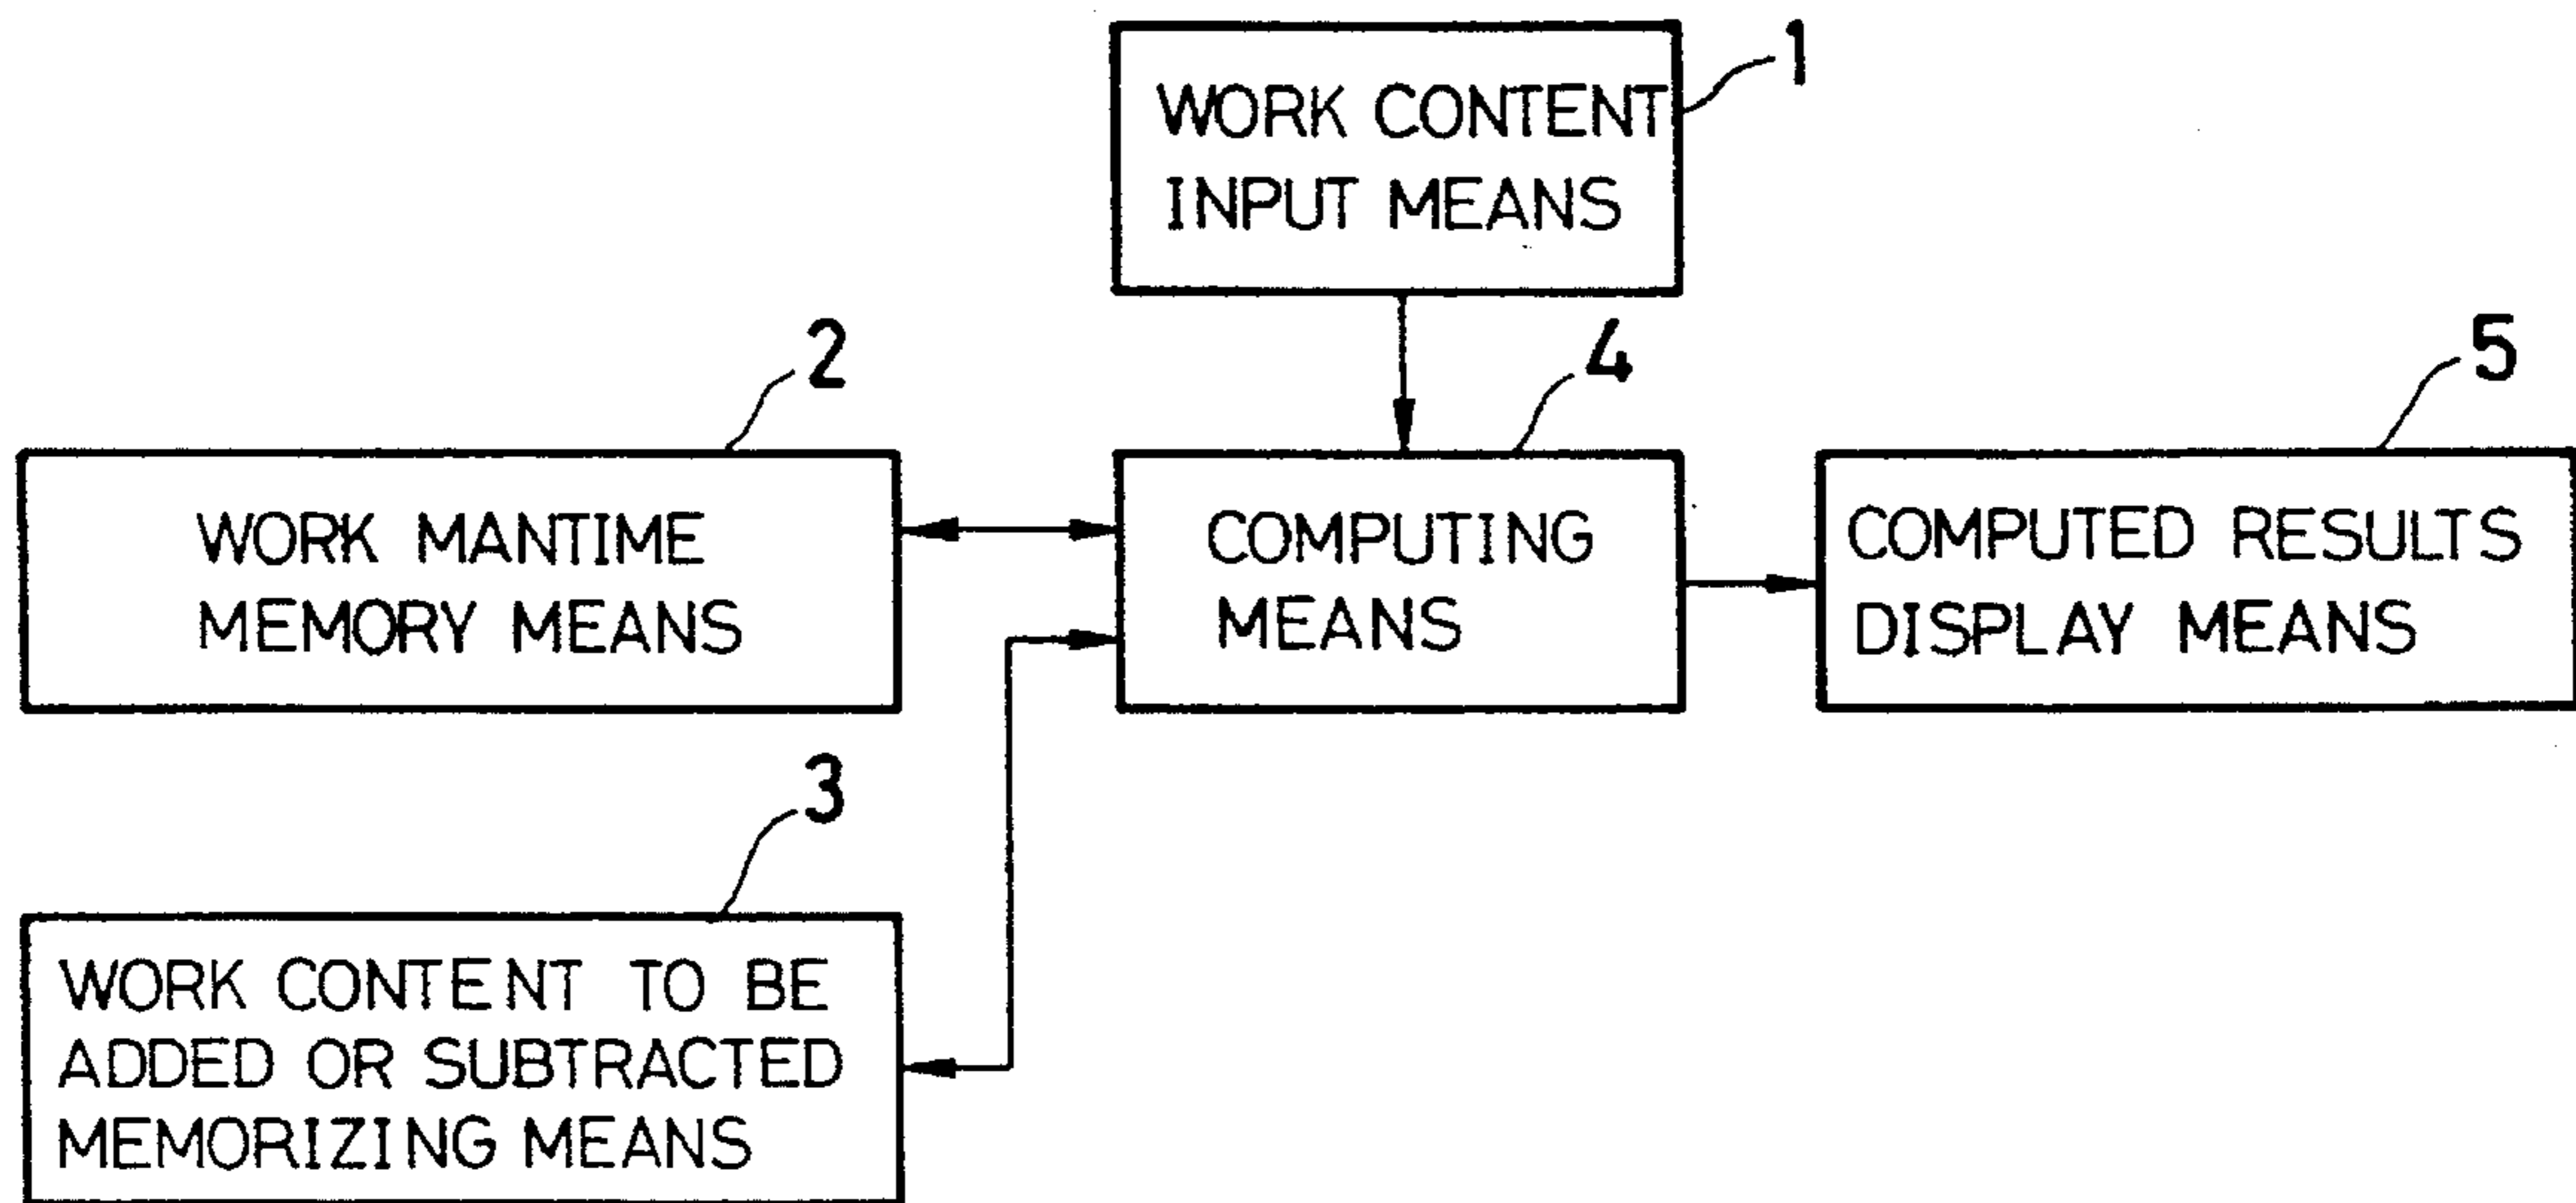 1
WORK CONTENT
INPUT MEANS
2
4
5
WORK MANTIME
MEMORY MEANS
COMPUTING
MEANS
COMPUTED RESULTS
DISPLAY MEANS
3
WORK CONTENT TO BE
ADDED OR SUBTRACTED
MEMORIZING MEANS